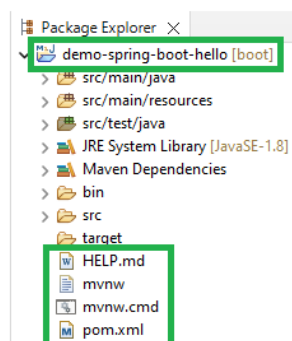 Package Explorer
demo-spring-boot-hello [boot]
src/main/java
src/main/resources
src/test/java
JRE System Library [JavaSE-1.8]
Maven Dependencies
bin
src
target
HELP.md
mvnw
mvnw.cmd
pom.xml